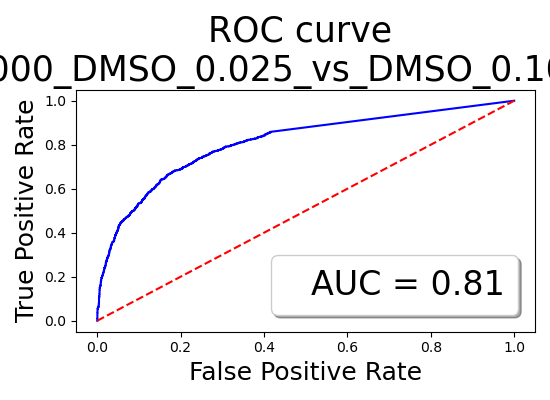 ROC curve
000_DMSO_0.025_vs_DMSO_0.10
True Positive Rate
1.0
0.8
0.6
0.4
0.2
0.0
AUC = 0.81
0.0 0.2 0.4 0.6 0.8 1.0
False Positive Rate